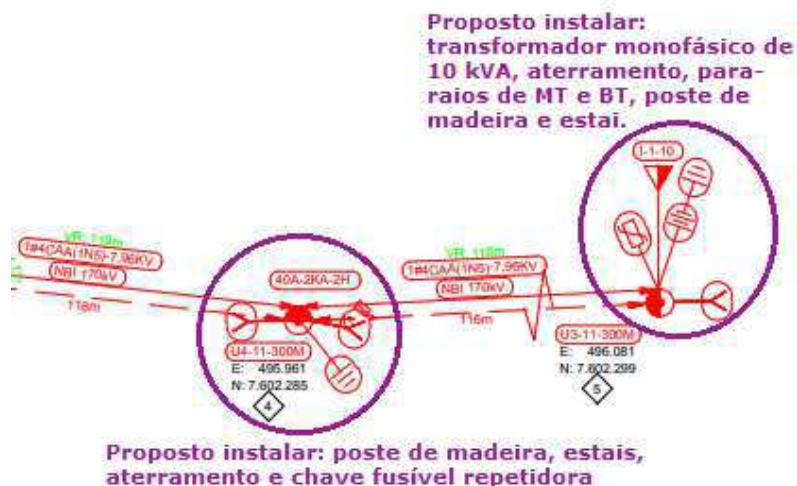 Proposto instalar:
transformador monofásico de
10 kVA, aterramento, para-
raios de MT e BT, poste de
madeira e estai.
1-1-10
VR: 119m
1#4CAA(1N5)-7,96KV
NBI 170kV
118m
40A-2KA-2H
VR: 118m
1#4CAA(1N5)-7,96KV
NBI 170kV
116m
U4-11-300M
E: 495.961
N: 7.602.285
4
U3-11-300M
E: 496.081
N: 7.602.299
5
Proposto instalar: poste de madeira, estais,
aterramento e chave fusível repetidora